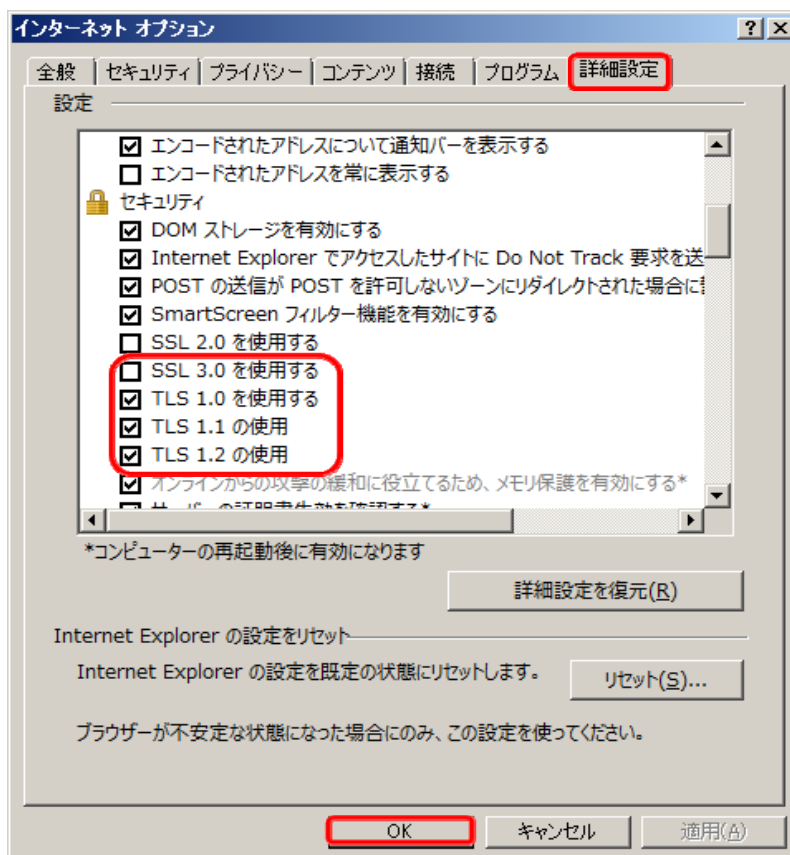 インターネット オプション
全般 セキュリティ プライバシー コンテンツ 接続 プログラム 詳細設定
設定
エンコードされたアドレスについて通知バーを表示する
エンコードされたアドレスを常に表示する
セキュリティ
DOM ストレージを有効にする
Internet Explorer でアクセスしたサイトに Do Not Track 要求を送
POST の送信が POST を許可しないゾーンにリダイレクトされた場合に
SmartScreen フィルター機能を有効にする
SSL 2.0 を使用する
SSL 3.0 を使用する
TLS 1.0 を使用する
TLS 1.1 の使用
TLS 1.2 の使用
オンラインからの攻撃の緩和に役立てるため、メモリ保護を有効にする*
サーバーの証明書失効を確認する*
*コンピューターの再起動後に有効になります
詳細設定を復元(R)
Internet Explorer の設定をリセット
Internet Explorer の設定を既定の状態にリセットします。
リセット(S)...
ブラウザーが不安定な状態になった場合にのみ、この設定を使ってください。
OK キャンセル 適用(A)